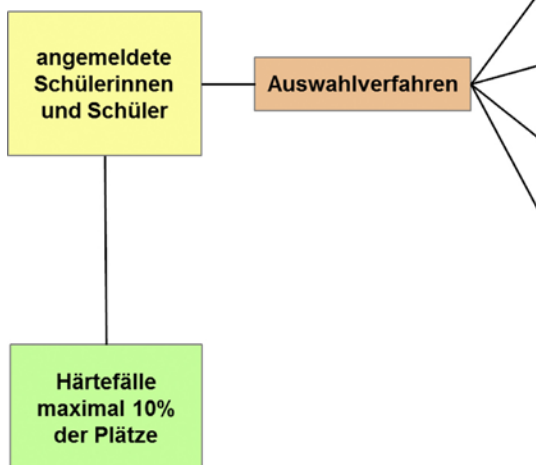 angemeldete
Schülerinnen
und Schüler
Auswahlverfahren
Härtefälle
maximal 10%
der Plätze